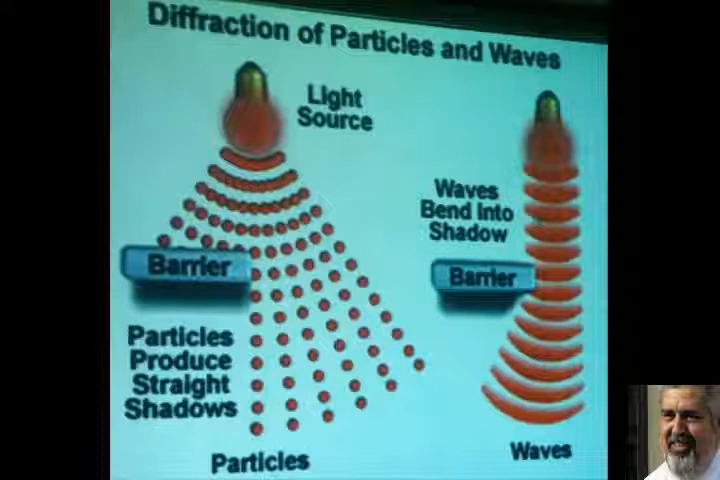 Diffraction of Particles and Waves
Light
Source
Waves
Bend Into
Shadow
Barrier
Barrier
Particles
Produce
Straight
Shadows
Particles
Waves